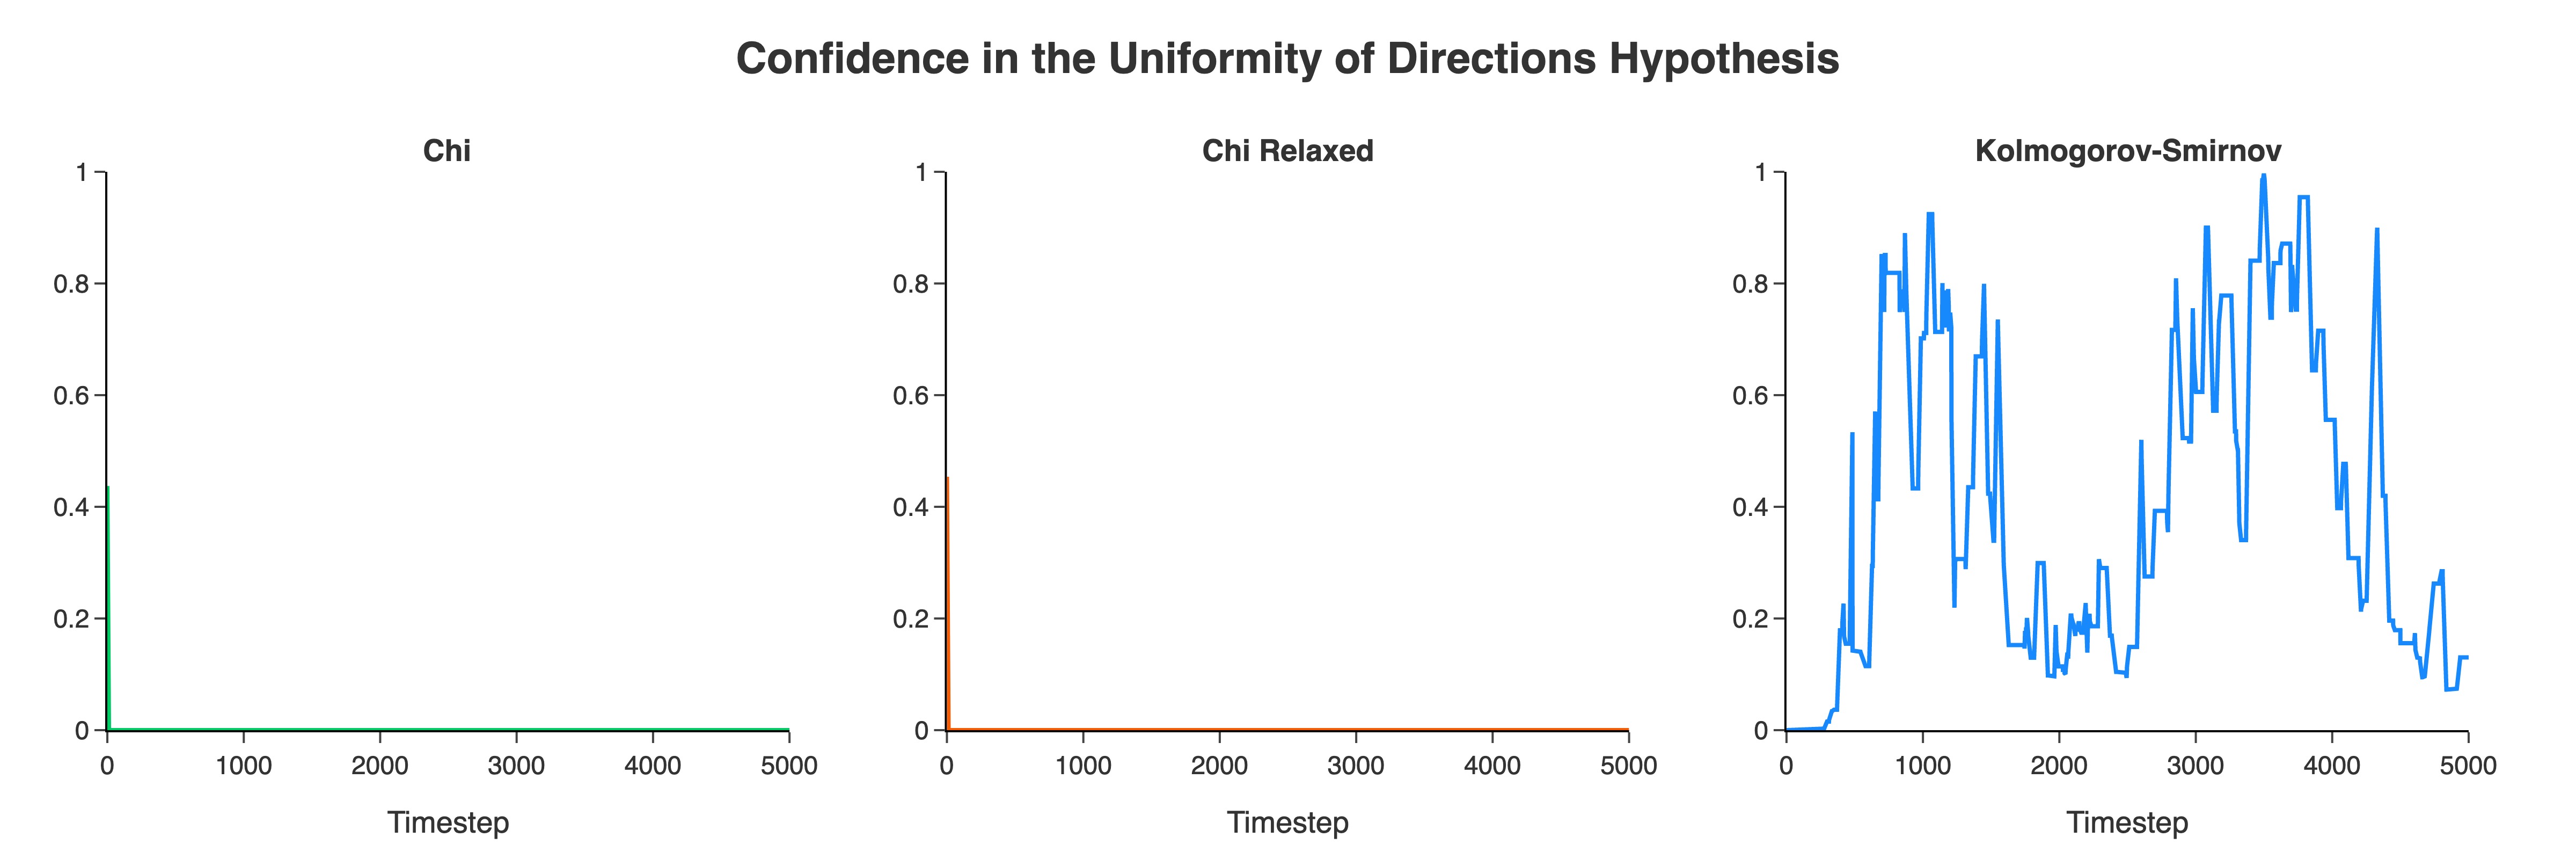 Confidence in the Uniformity of Directions Hypothesis
Chi
1
0.8
0.6
0.4
0.2
0
0 1000 2000 3000 4000 5000
Timestep
Chi Relaxed
1
0.8
0.6
0.4
0.2
0
0 1000 2000 3000 4000 5000
Timestep
Kolmogorov-Smirnov
1
0.8
0.6
0.4
0.2
0
0 1000 2000 3000 4000 5000
Timestep